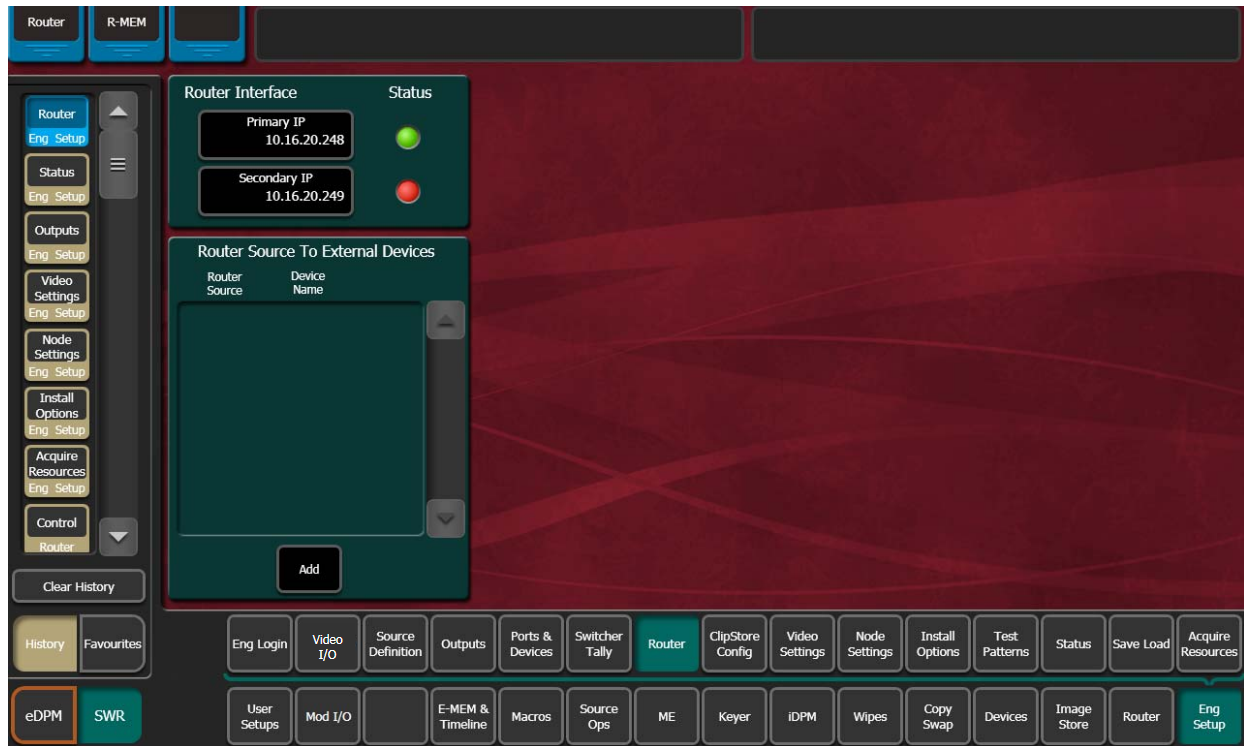 Router
R-MEM
Router
Eng Setup
Status
Eng Setup
Outputs
Eng Setup
Video
Settings
Eng Setup
Node
Settings
Eng Setup
Install
Options
Eng Setup
Acquire
Resources
Eng Setup
Control
Router
Clear History
History
Favourites
eDPM
SWR
Router Interface
Status
Primary IP
10.16.20.248
Secondary IP
10.16.20.249
Router Source To External Devices
Router
Source
Device
Name
Add
Eng Login
Video
I/O
Source
Definition
Outputs
Ports &
Devices
Switcher
Tally
Router
ClipStore
Config
Video
Settings
Node
Settings
Install
Options
Test
Patterns
Status
Save Load
Acquire
Resources
User
Setups
Mod I/O
E-MEM &
Timeline
Macros
Source
Ops
ME
Keyer
iDPM
Wipes
Copy
Swap
Devices
Image
Store
Router
Eng
Setup